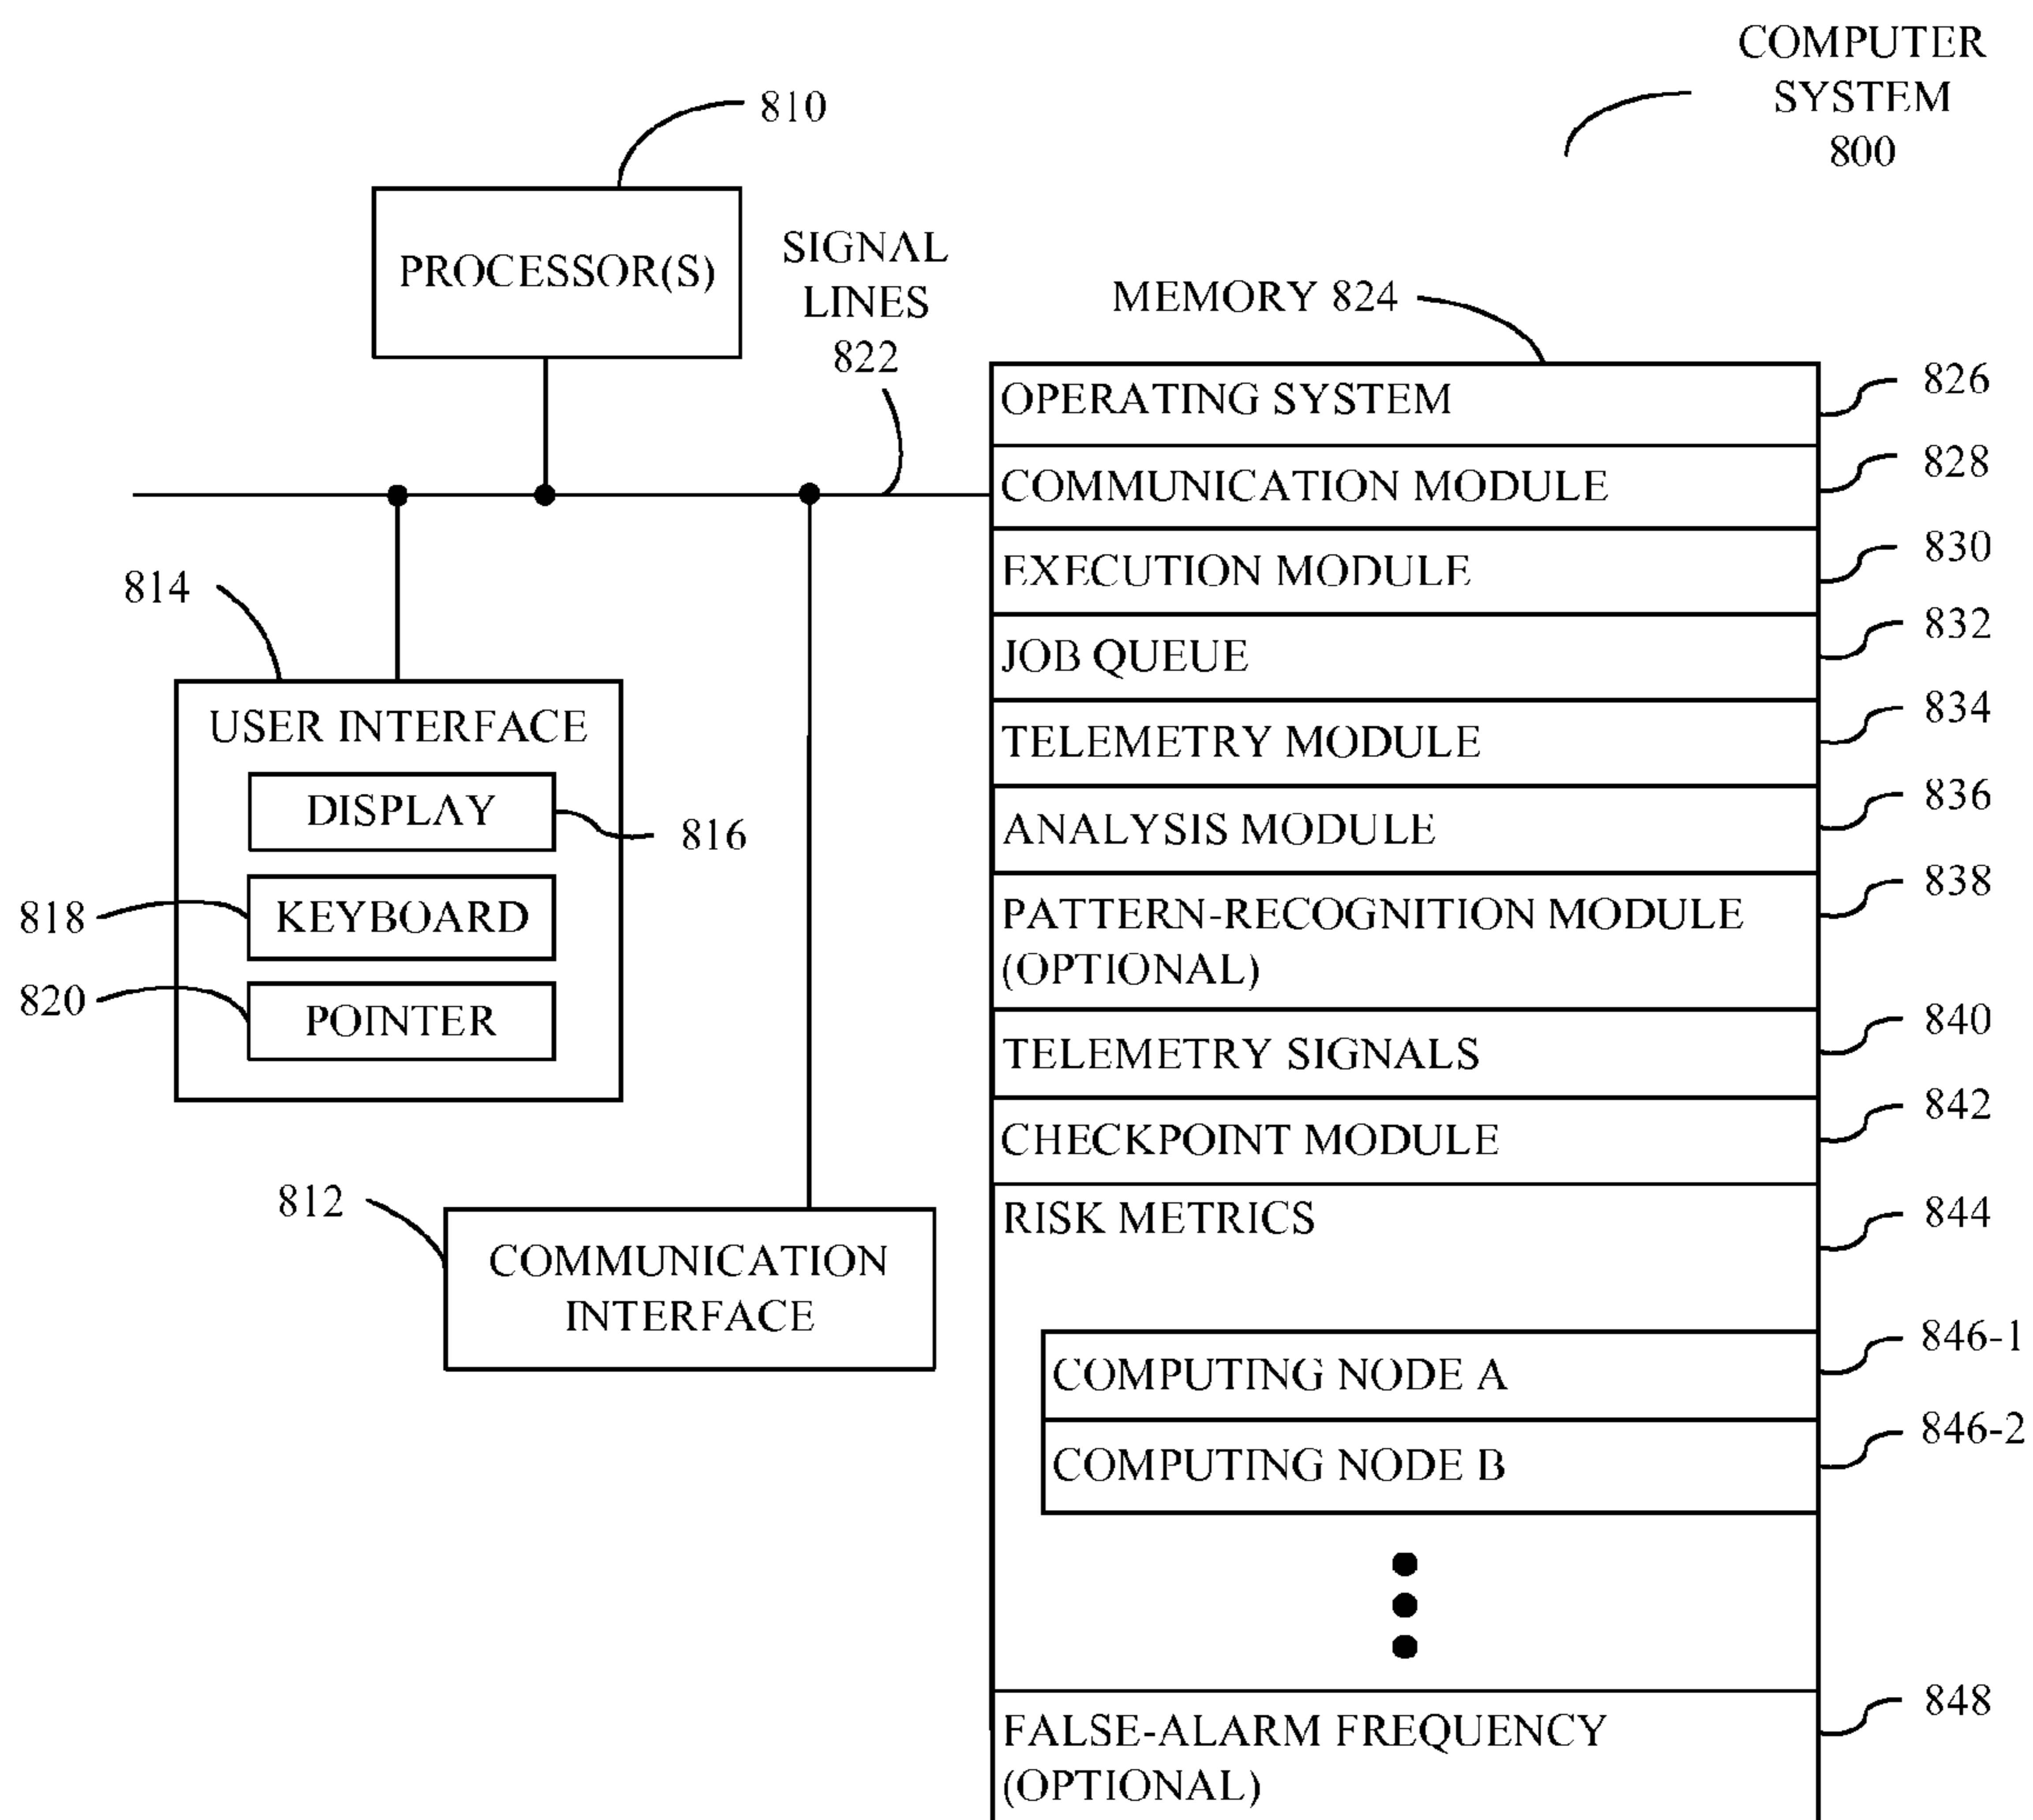 COMPUTER
SYSTEM
800
810
PROCESSOR(S)
SIGNAL
LINES
822
MEMORY 824
OPERATING SYSTEM
826
COMMUNICATION MODULE
828
EXECUTION MODULE
830
JOB QUEUE
832
TELEMETRY MODULE
834
ANALYSIS MODULE
836
PATTERN-RECOGNITION MODULE
(OPTIONAL)
838
TELEMETRY SIGNALS
840
CHECKPOINT MODULE
842
RISK METRICS
844
COMPUTING NODE A
846-1
COMPUTING NODE B
846-2
FALSE-ALARM FREQUENCY
(OPTIONAL)
848
814
USER INTERFACE
DISPLAY
816
818
KEYBOARD
820
POINTER
812
COMMUNICATION
INTERFACE